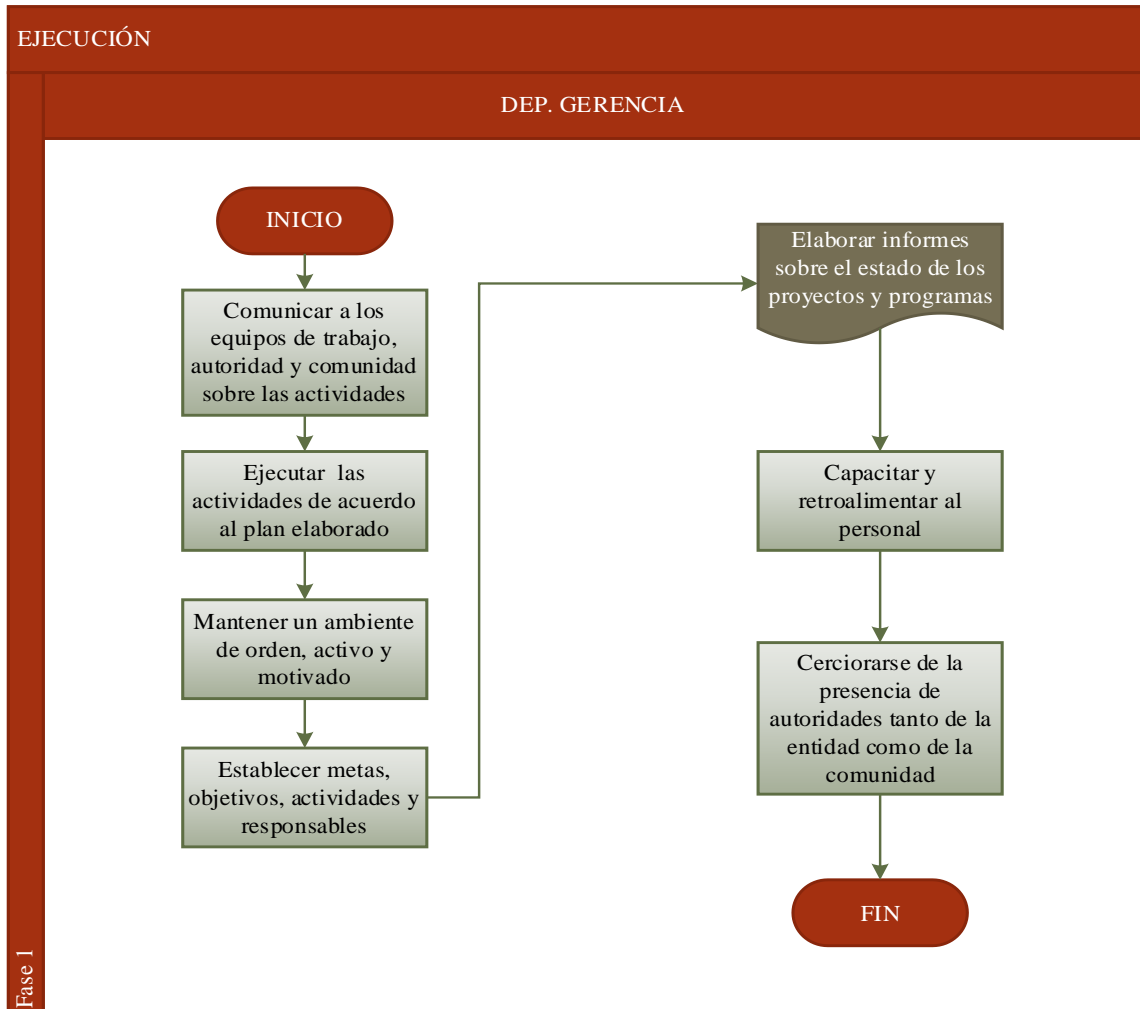 EJECUCIÓN
DEP. GERENCIA
Fase 1
INICIO
Comunicar a los
equipos de trabajo,
autoridad y comunidad
sobre las actividades
Ejecutar las
actividades de acuerdo
al plan elaborado
Mantener un ambiente
de orden, activo y
motivado
Establecer metas,
objetivos, actividades y
responsables
Elaborar informes
sobre el estado de los
proyectos y programas
Capacitar y
retroalimentar al
personal
Cerciorarse de la
presencia de
autoridades tanto de la
entidad como de la
comunidad
FIN